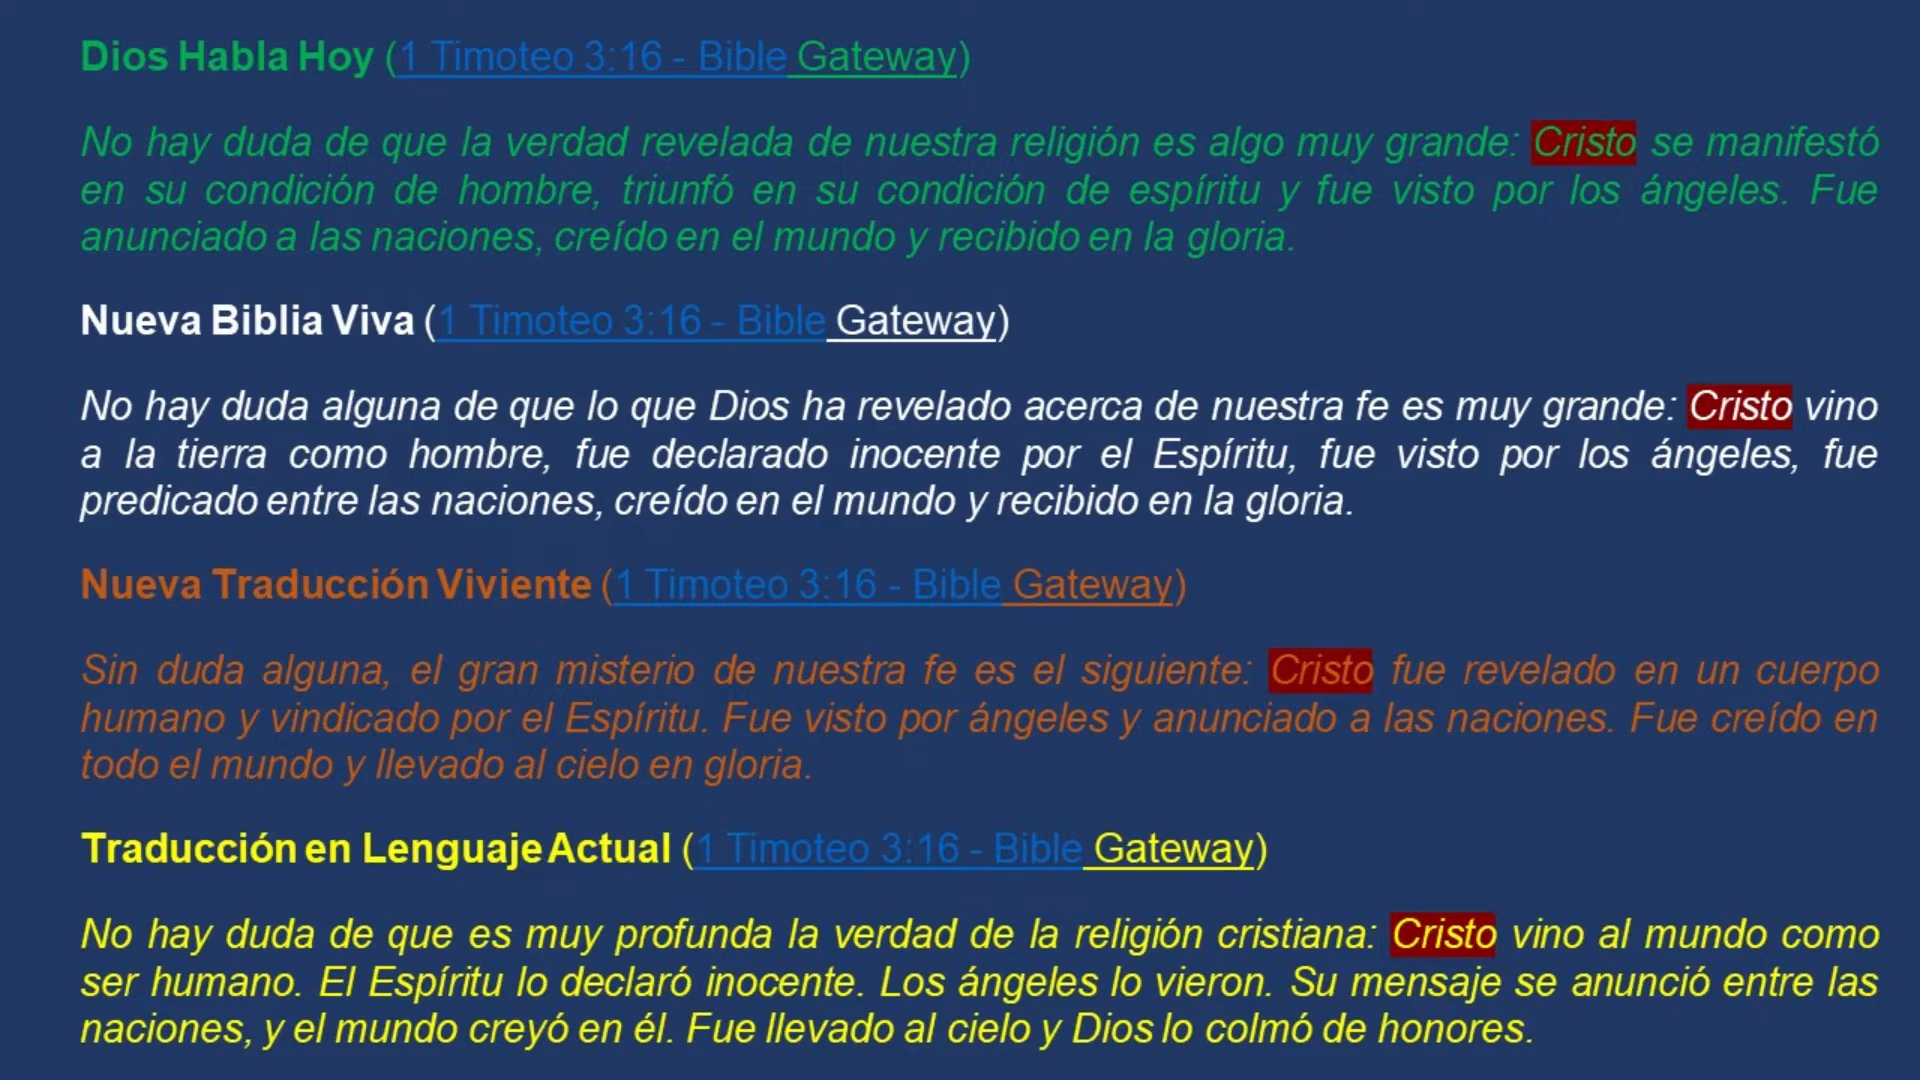 Dios Habla Hoy (1 Timoteo 3:16 - Bible Gateway)
No hay duda de que la verdad revelada de nuestra religión es algo muy grande: Cristo se manifestó
en su condición de hombre, triunfó en su condición de espíritu y fue visto por los ángeles. Fue
anunciado a las naciones, creído en el mundo y recibido en la gloria.
Nueva Biblia Viva (1 Timoteo 3:16 - Bible Gateway)
No hay duda alguna de que lo que Dios ha revelado acerca de nuestra fe es muy grande: Cristo vino
a la tierra como hombre, fue declarado inocente por el Espíritu, fue visto por los ángeles, fue
predicado entre las naciones, creído en el mundo y recibido en la gloria.
Nueva Traducción Viviente (1 Timoteo 3:16 - Bible Gateway)
Sin duda alguna, el gran misterio de nuestra fe es el siguiente: Cristo fue revelado en un cuerpo
humano y vindicado por el Espíritu. Fue visto por ángeles y anunciado a las naciones. Fue creído en
todo el mundo y llevado al cielo en gloria.
Traducción en Lenguaje Actual (1 Timoteo 3:16 - Bible Gateway)
No hay duda de que es muy profunda la verdad de la religión cristiana: Cristo vino al mundo como
ser humano. El Espíritu lo declaró inocente. Los ángeles lo vieron. Su mensaje se anunció entre las
naciones, y el mundo creyó en él. Fue llevado al cielo y Dios lo colmó de honores.